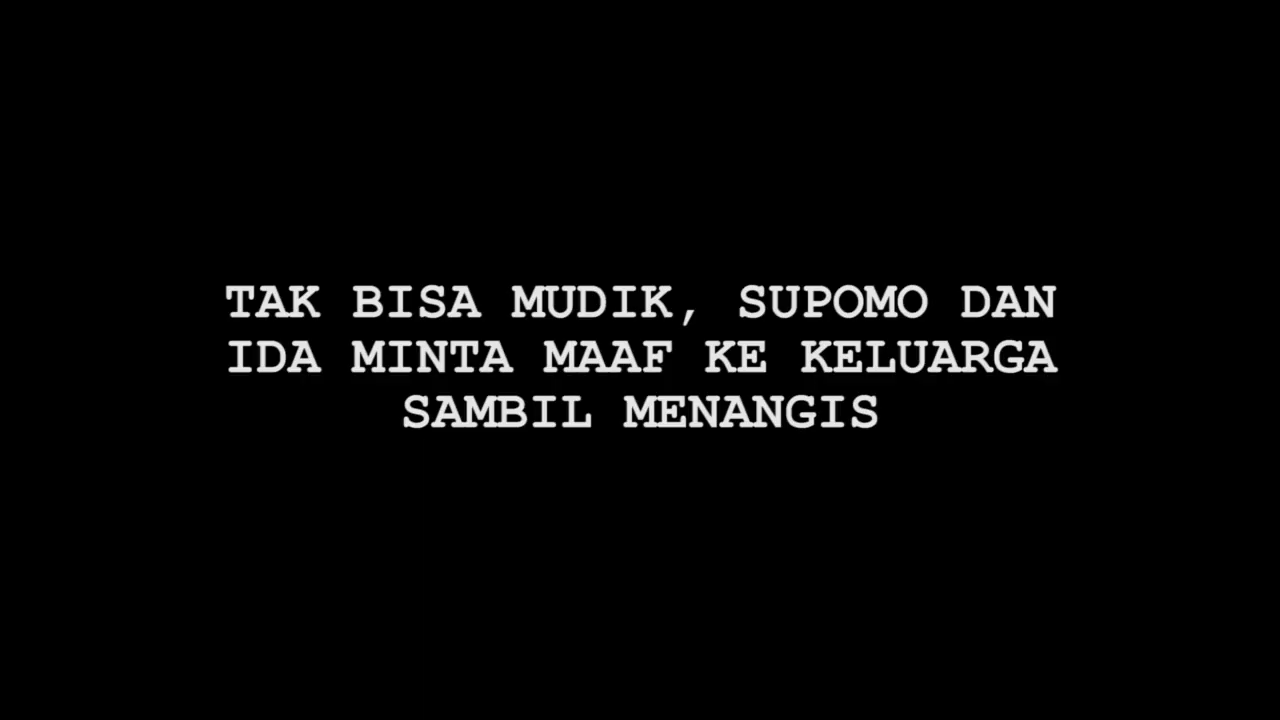 TAK BISA MUDIK, SUPOMO DAN
IDA MINTA MAAF KE KELUARGA
SAMBIL MENANGIS